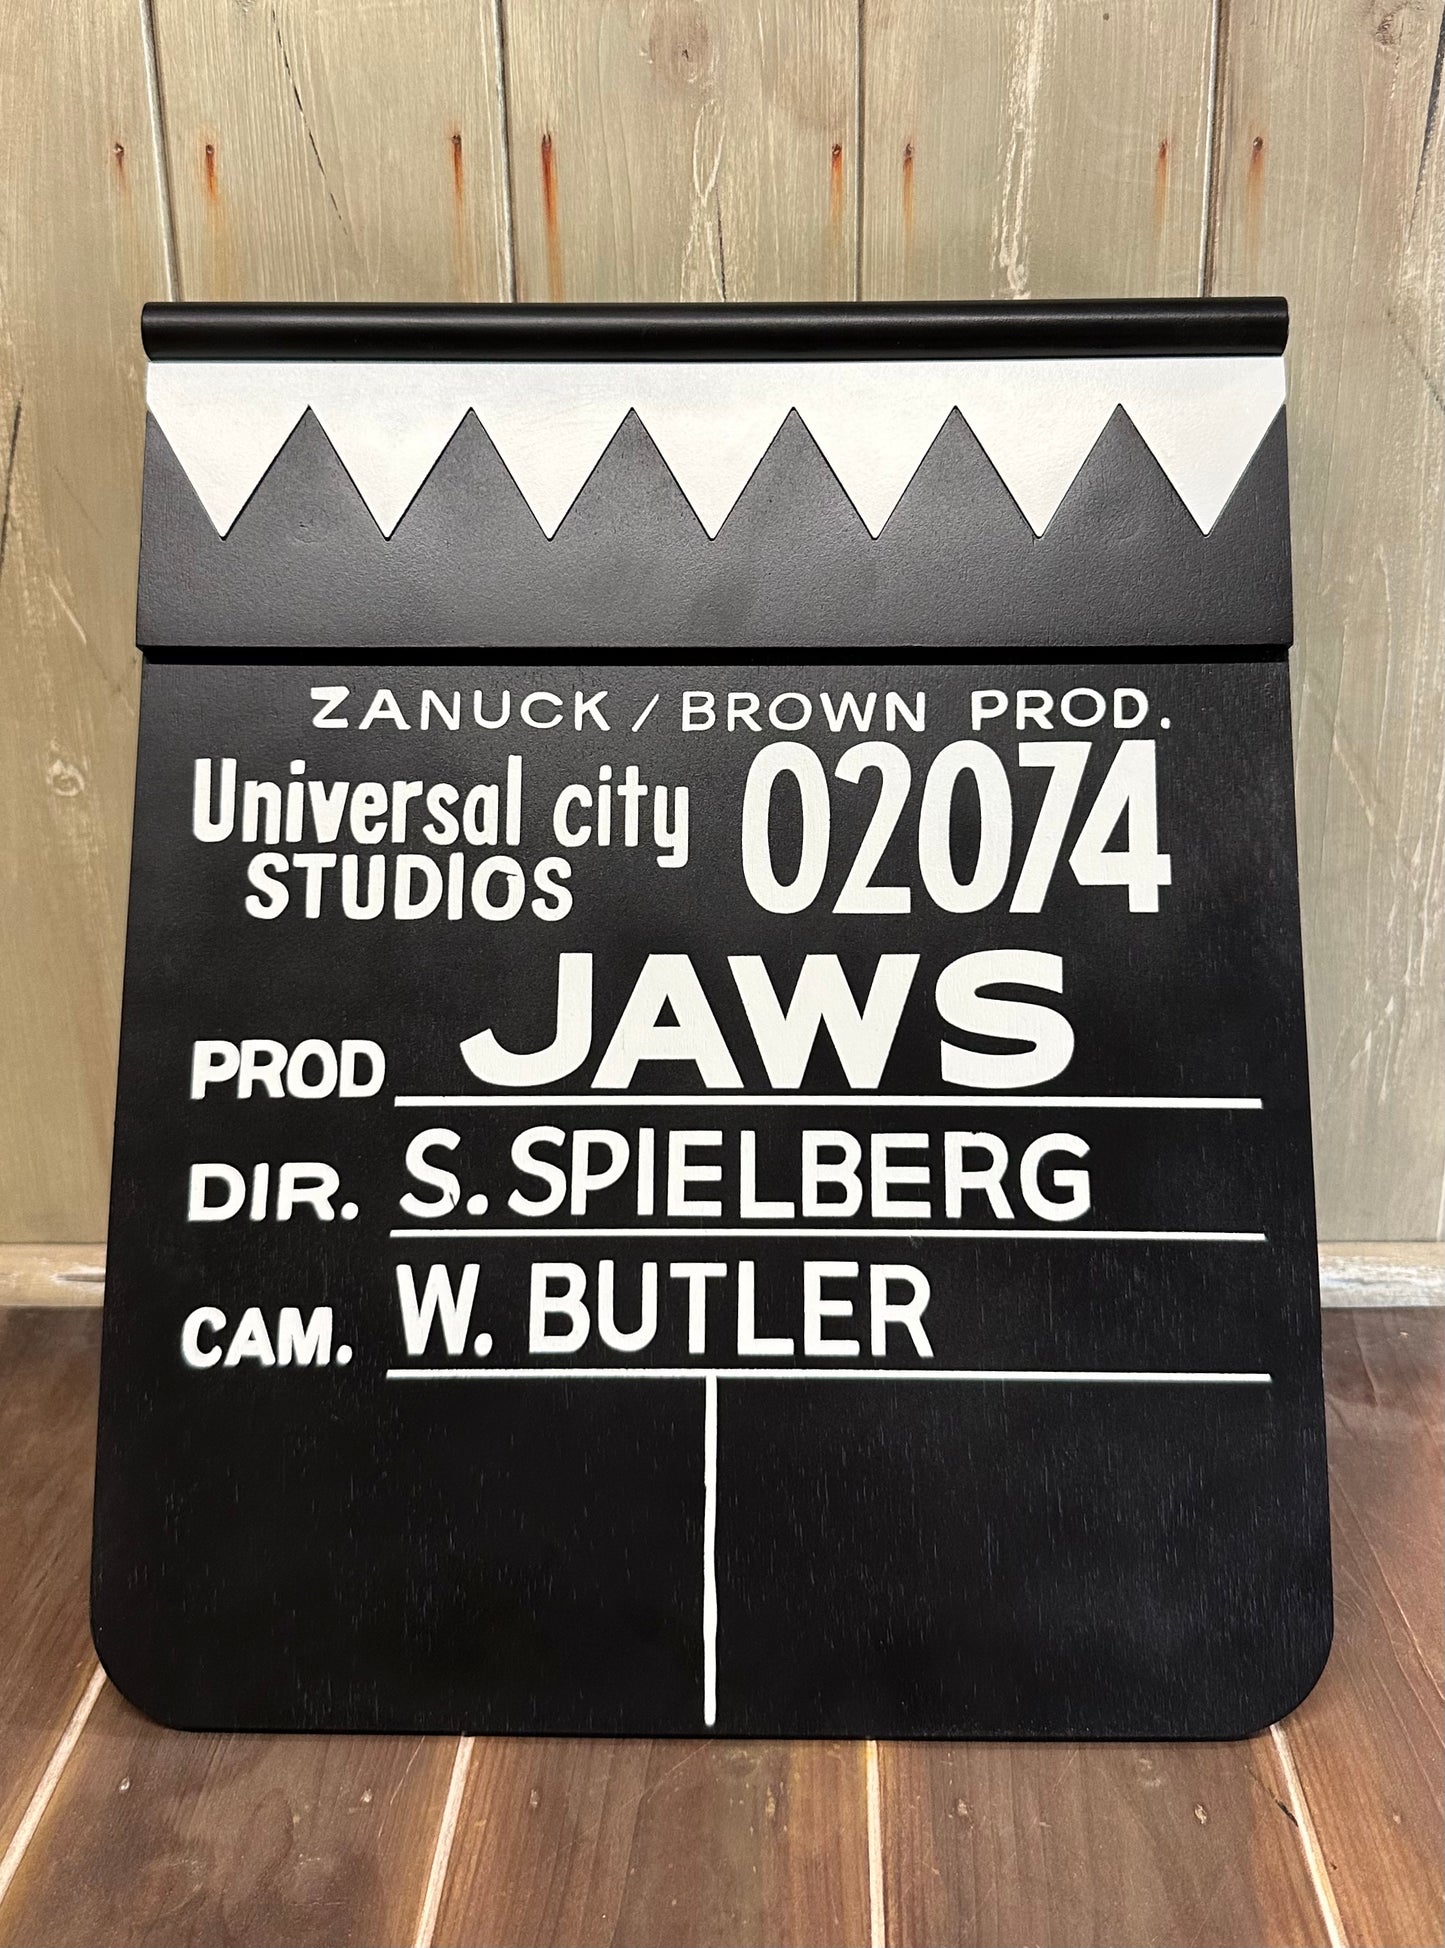 ZANUCK / BROWN PROD.
Universal city 02074
STUDIOS
PROD JAWS
DIR. S. SPIELBERG
CAM. W. BUTLER